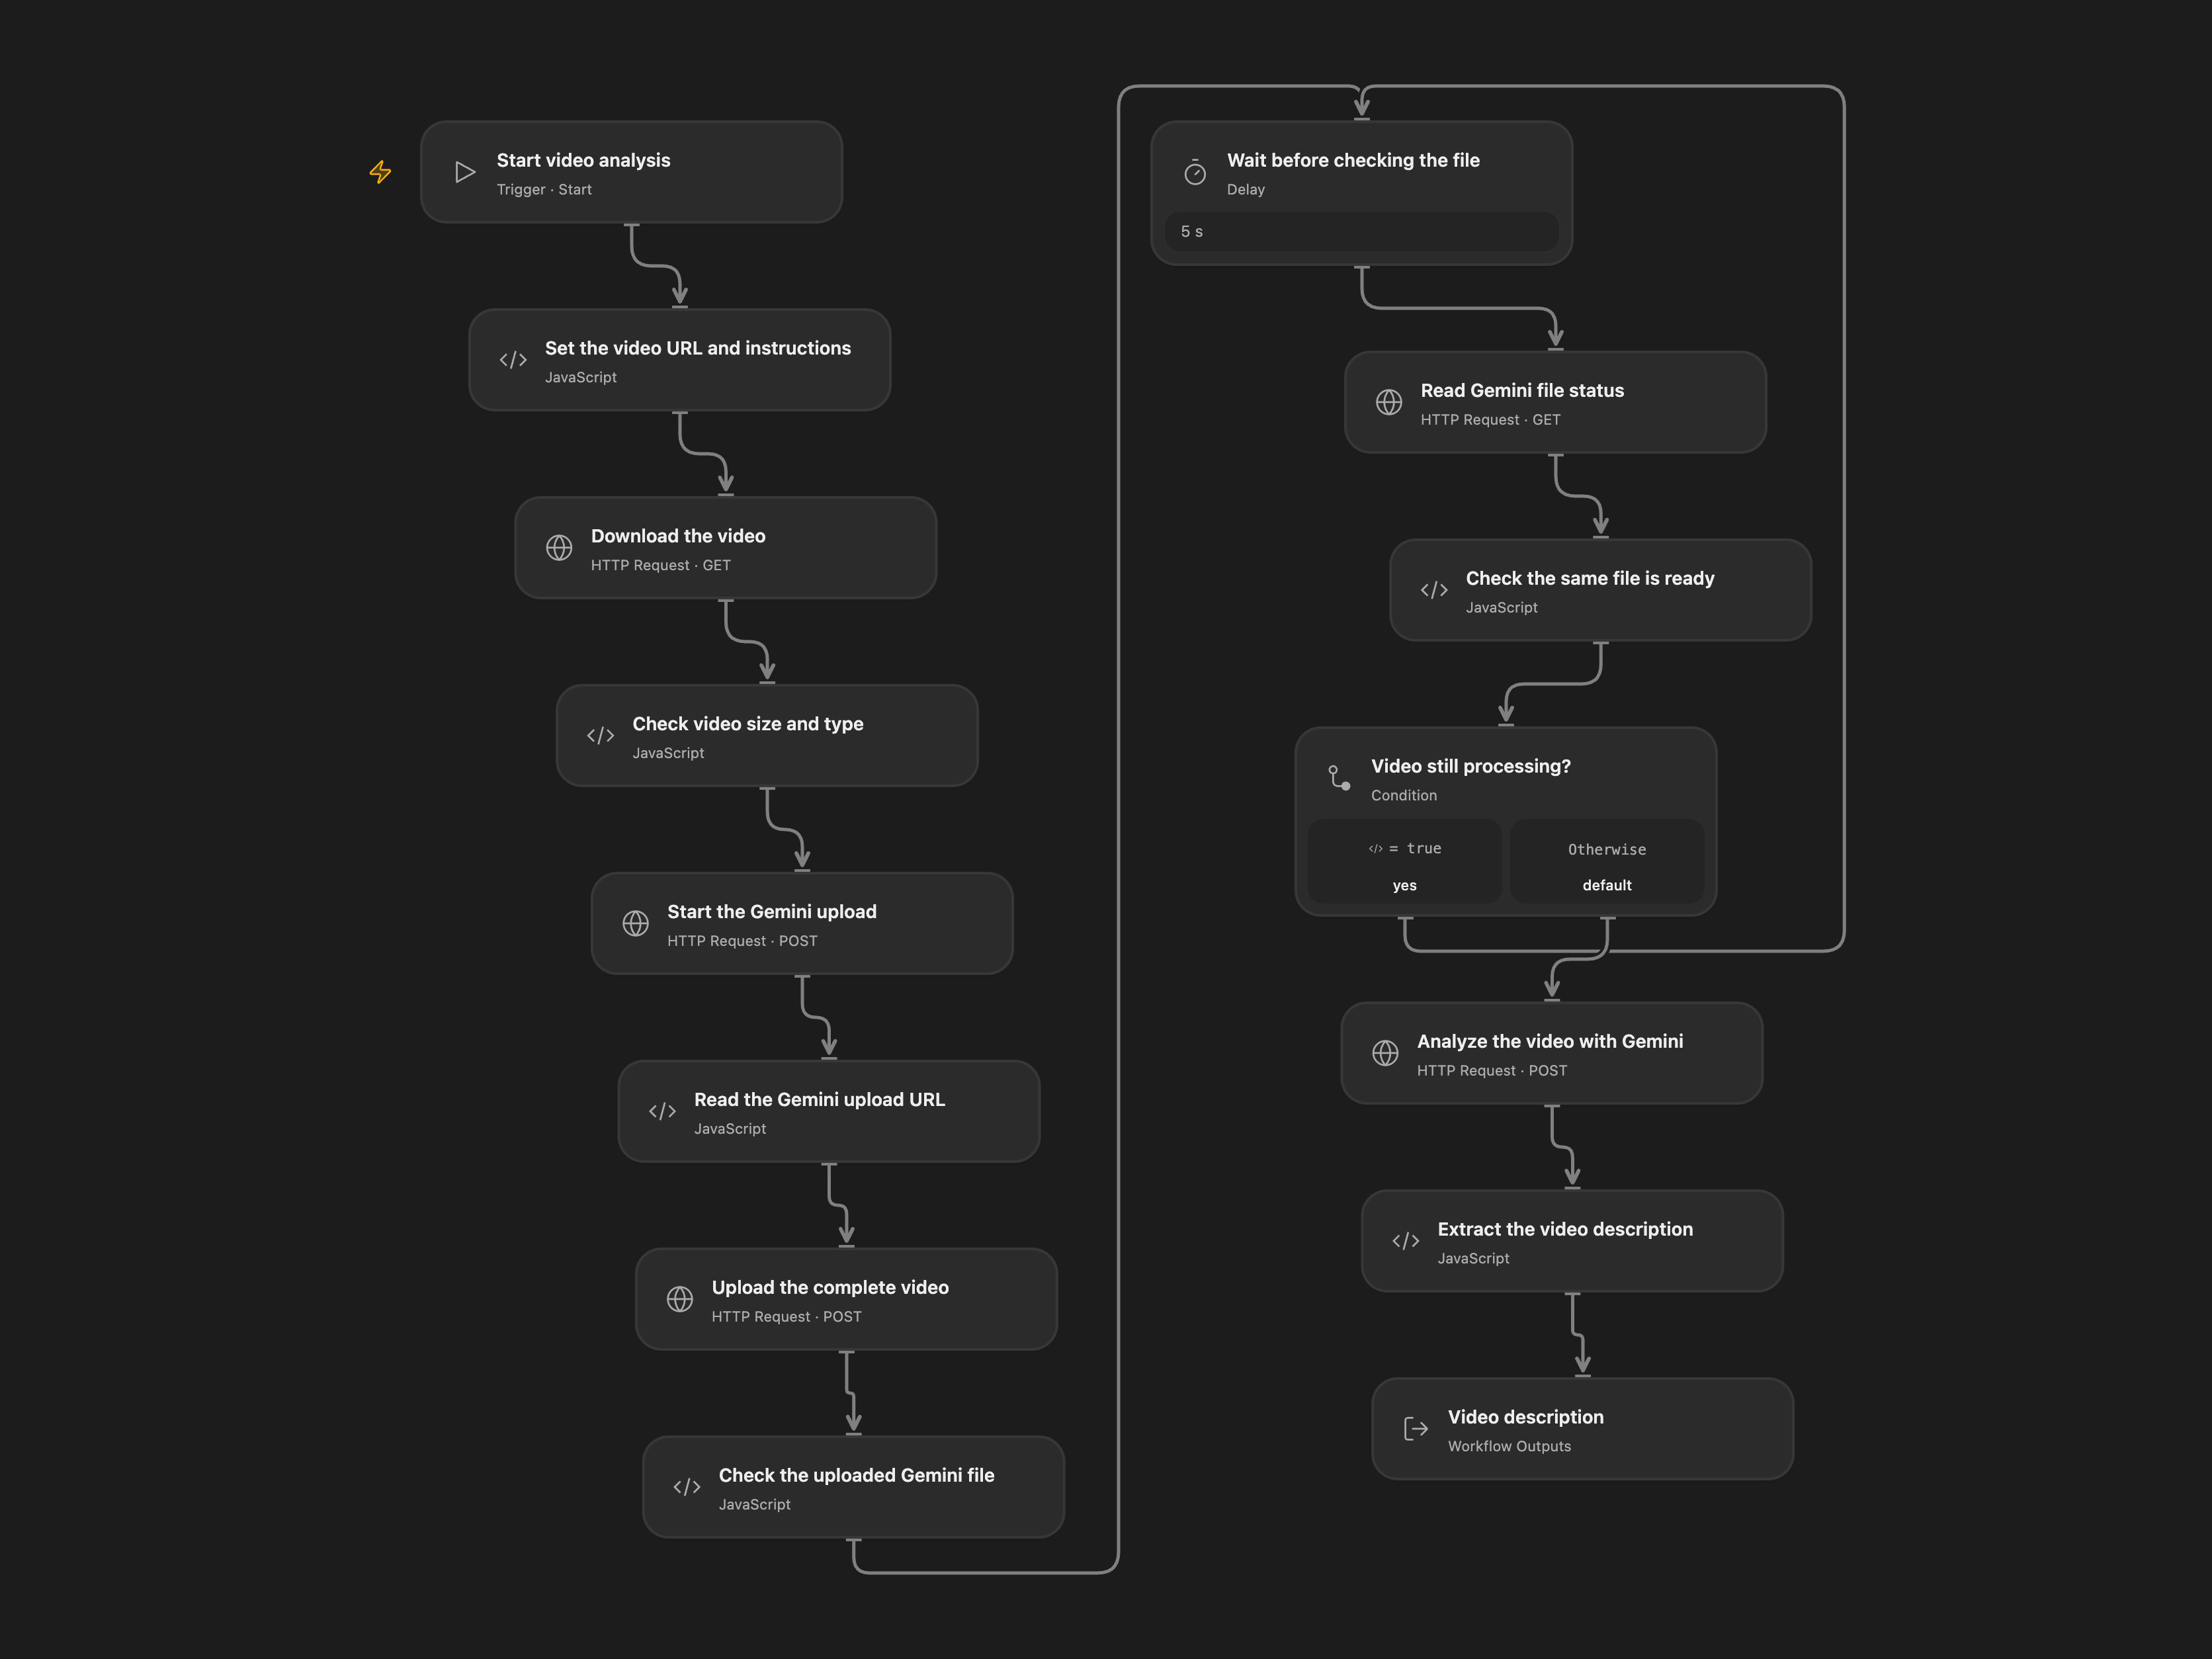 Start video analysis
Trigger · Start
Set the video URL and instructions
JavaScript
Download the video
HTTP Request · GET
Check video size and type
JavaScript
Start the Gemini upload
HTTP Request · POST
Read the Gemini upload URL
JavaScript
Upload the complete video
HTTP Request · POST
Check the uploaded Gemini file
JavaScript
Wait before checking the file
Delay
5 s
Read Gemini file status
HTTP Request · GET
Check the same file is ready
JavaScript
Video still processing?
Condition
= true
yes
Otherwise
default
Analyze the video with Gemini
HTTP Request · POST
Extract the video description
JavaScript
Video description
Workflow Outputs